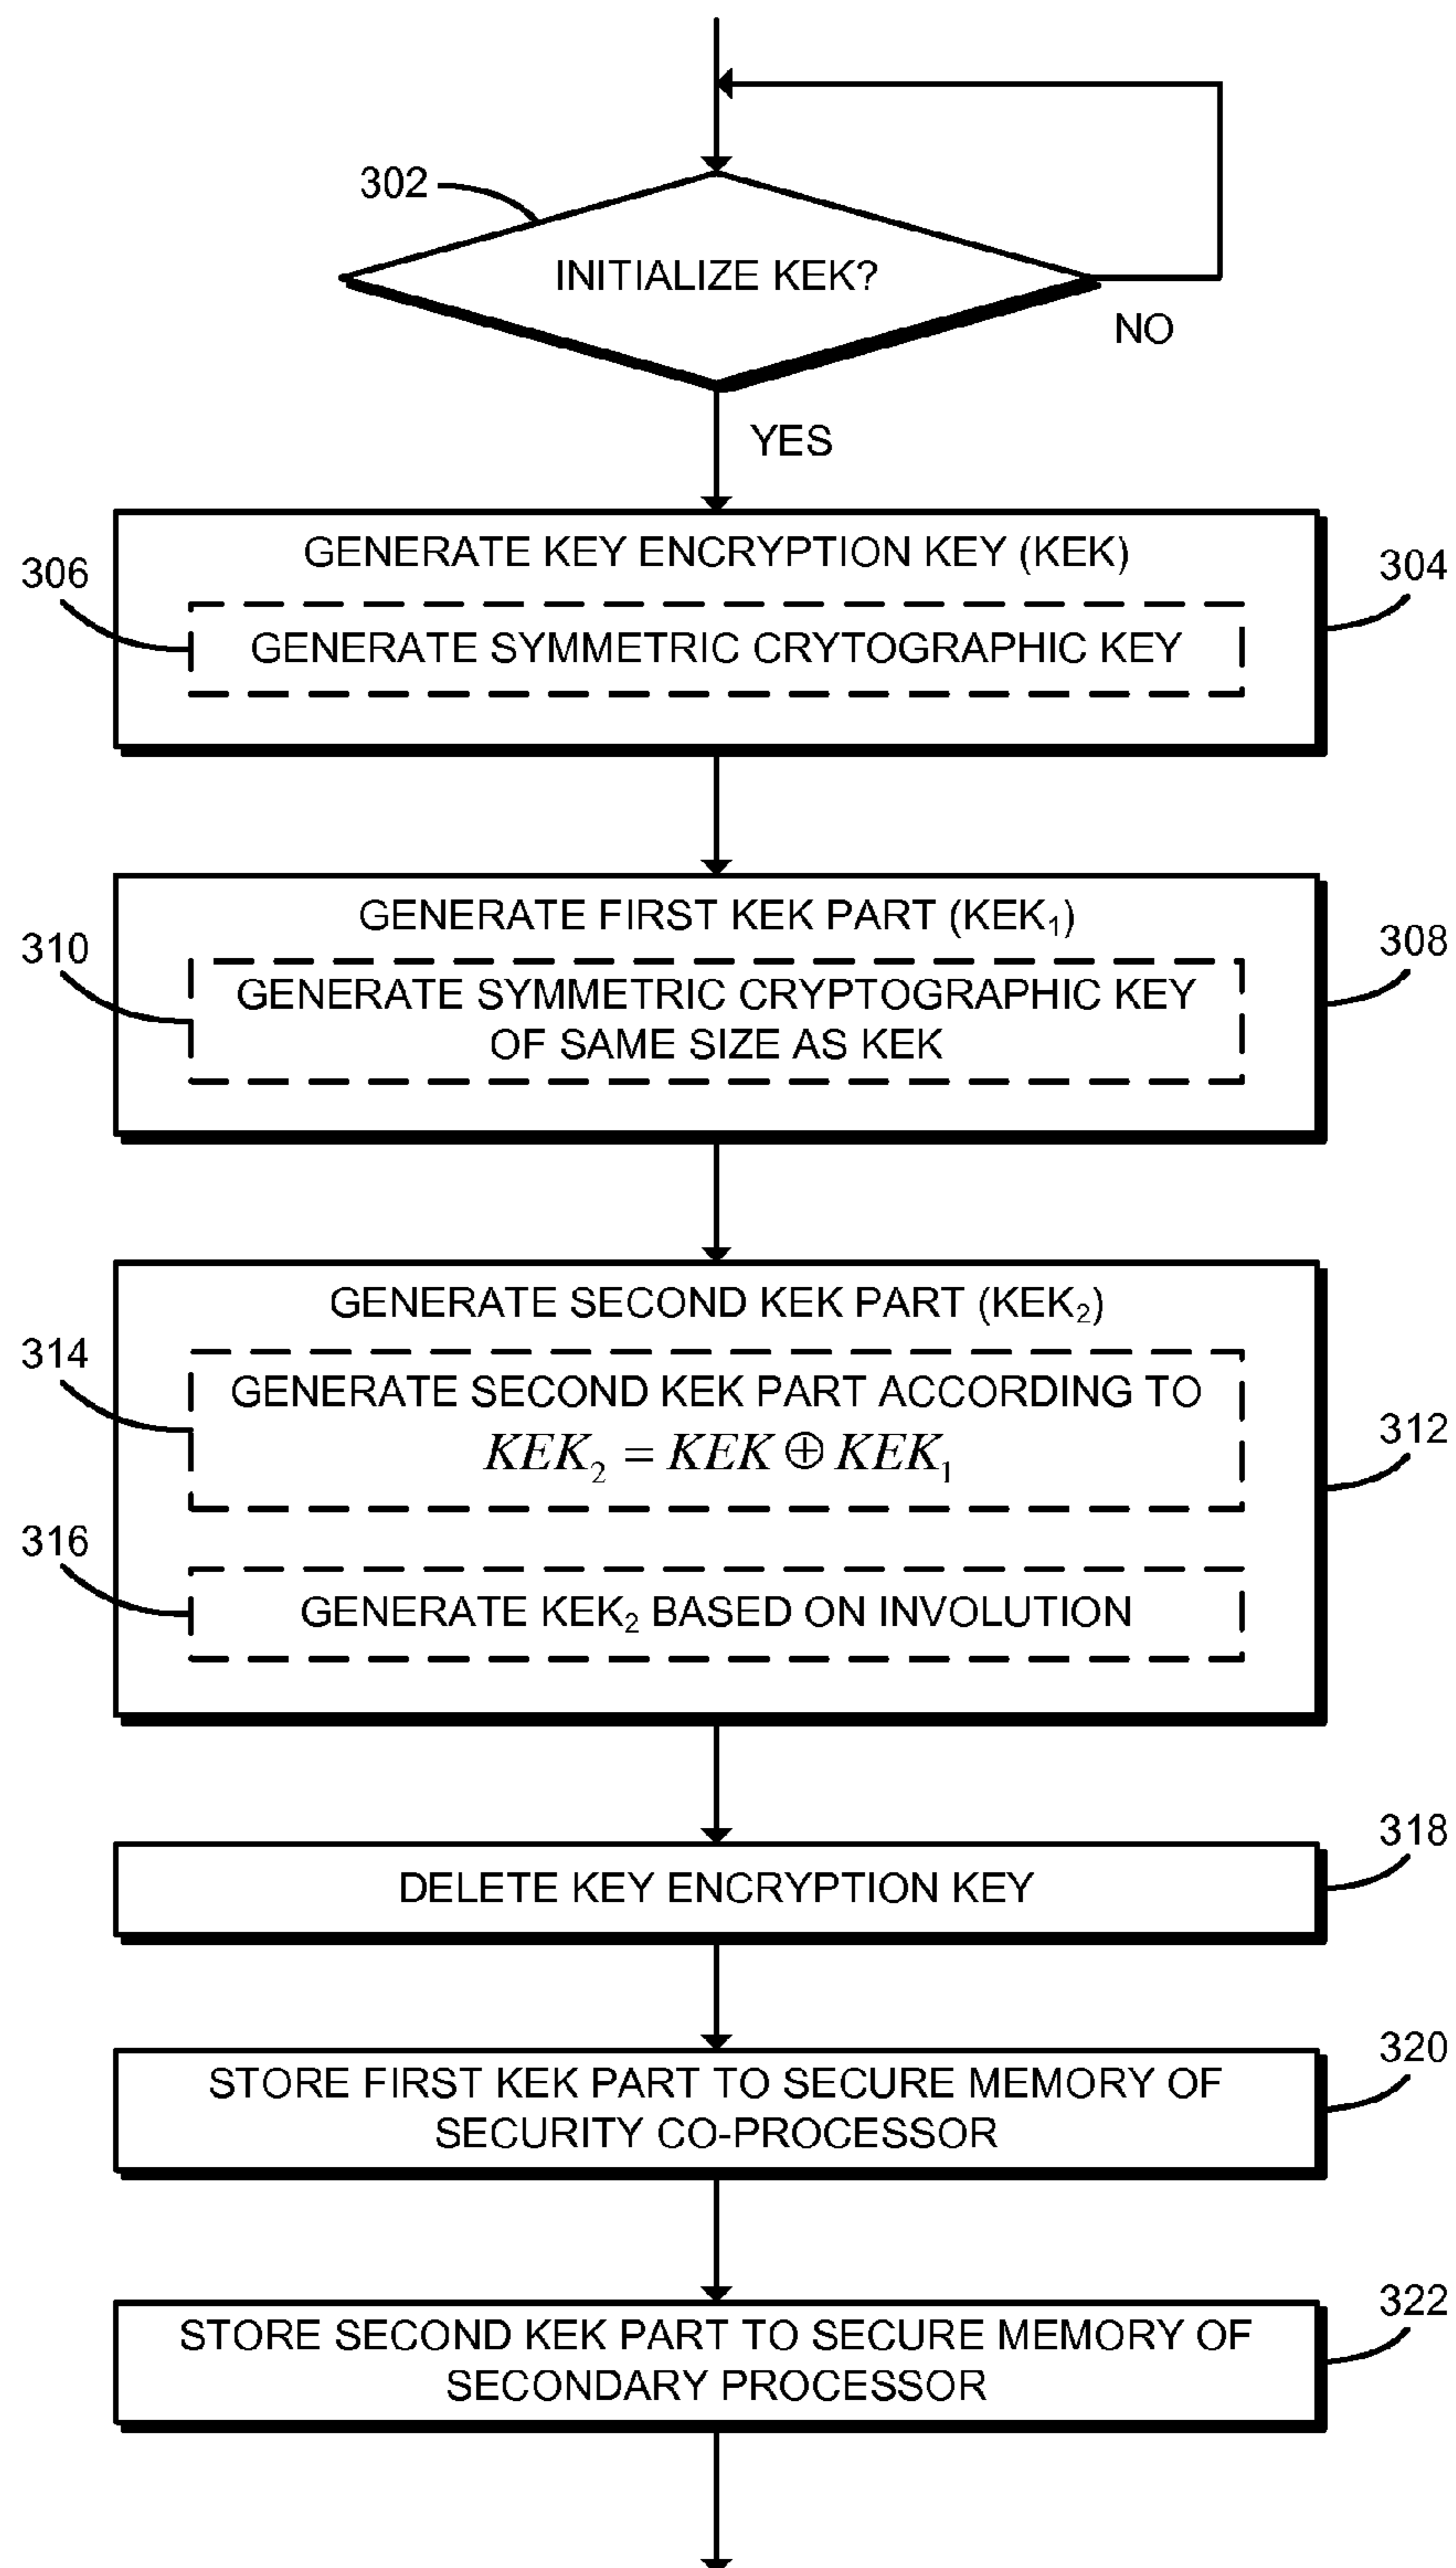 302
INITIALIZE KEK?
NO
YES
GENERATE KEY ENCRYPTION KEY (KEK)
304
306
GENERATE SYMMETRIC CRYTOGRAPHIC KEY
GENERATE FIRST KEK PART (KEK₁)
308
310
GENERATE SYMMETRIC CRYPTOGRAPHIC KEY
OF SAME SIZE AS KEK
GENERATE SECOND KEK PART (KEK₂)
314
GENERATE SECOND KEK PART ACCORDING TO
KEK₂ = KEK ⊕ KEK₁
312
316
GENERATE KEK₂ BASED ON INVOLUTION
318
DELETE KEY ENCRYPTION KEY
320
STORE FIRST KEK PART TO SECURE MEMORY OF
SECURITY CO-PROCESSOR
322
STORE SECOND KEK PART TO SECURE MEMORY OF
SECONDARY PROCESSOR